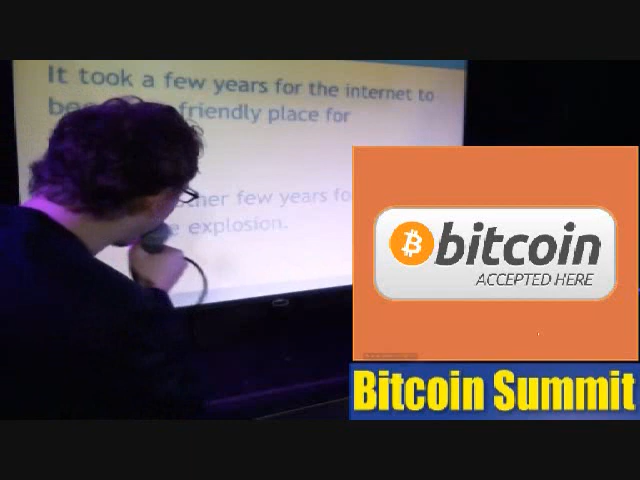 It took a few years for the internet to
friendly place for
few years
explosion.
bitcoin
ACCEPTED HERE
Bitcoin Summit